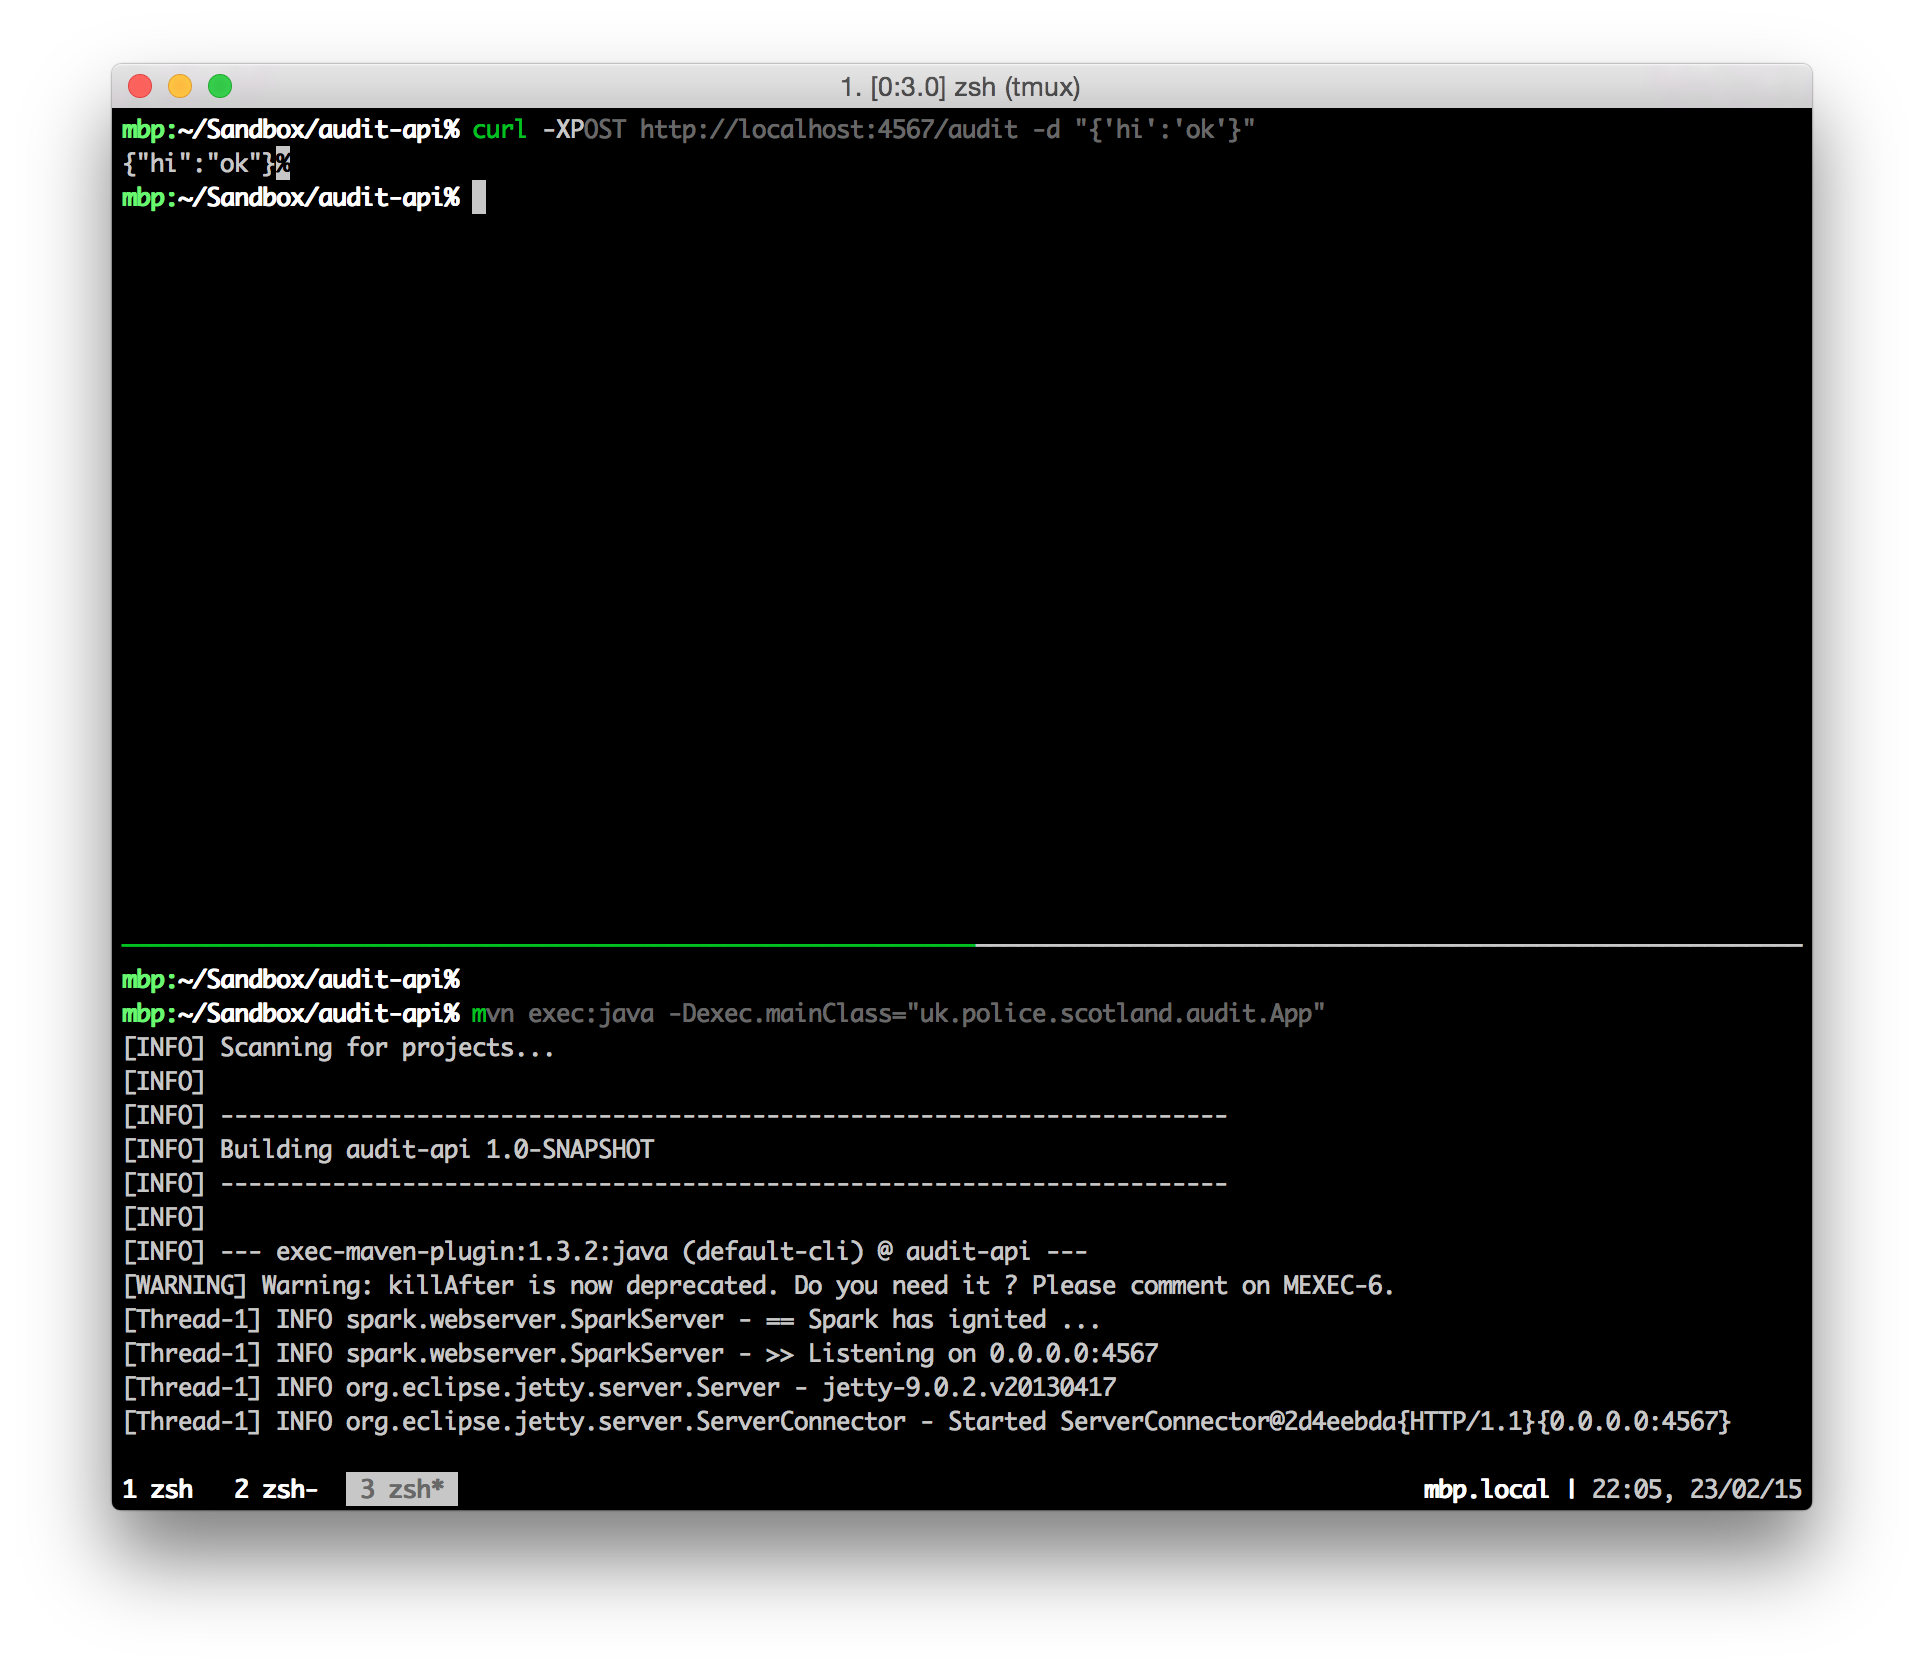 1. [0:3.0] zsh (tmux)
mbp:~/Sandbox/audit-api% curl -XPOST http://localhost:4567/audit -d "{'hi':'ok'}"
{"hi":"ok"}%
mbp:~/Sandbox/audit-api%
mbp:~/Sandbox/audit-api%
mbp:~/Sandbox/audit-api% mvn exec:java -Dexec.mainClass="uk.police.scotland.audit.App"
[INFO] Scanning for projects...
[INFO]
[INFO] ------------------------------------------------------------------------
[INFO] Building audit-api 1.0-SNAPSHOT
[INFO] ------------------------------------------------------------------------
[INFO]
[INFO] --- exec-maven-plugin:1.3.2:java (default-cli) @ audit-api ---
[WARNING] Warning: killAfter is now deprecated. Do you need it ? Please comment on MEXEC-6.
[Thread-1] INFO spark.webserver.SparkServer - == Spark has ignited ...
[Thread-1] INFO spark.webserver.SparkServer - >> Listening on 0.0.0.0:4567
[Thread-1] INFO org.eclipse.jetty.server.Server - jetty-9.0.2.v20130417
[Thread-1] INFO org.eclipse.jetty.server.ServerConnector - Started ServerConnector@2d4eebda{HTTP/1.1}{0.0.0.0:4567}
1 zsh 2 zsh- 3 zsh* mbp.local | 22:05, 23/02/15